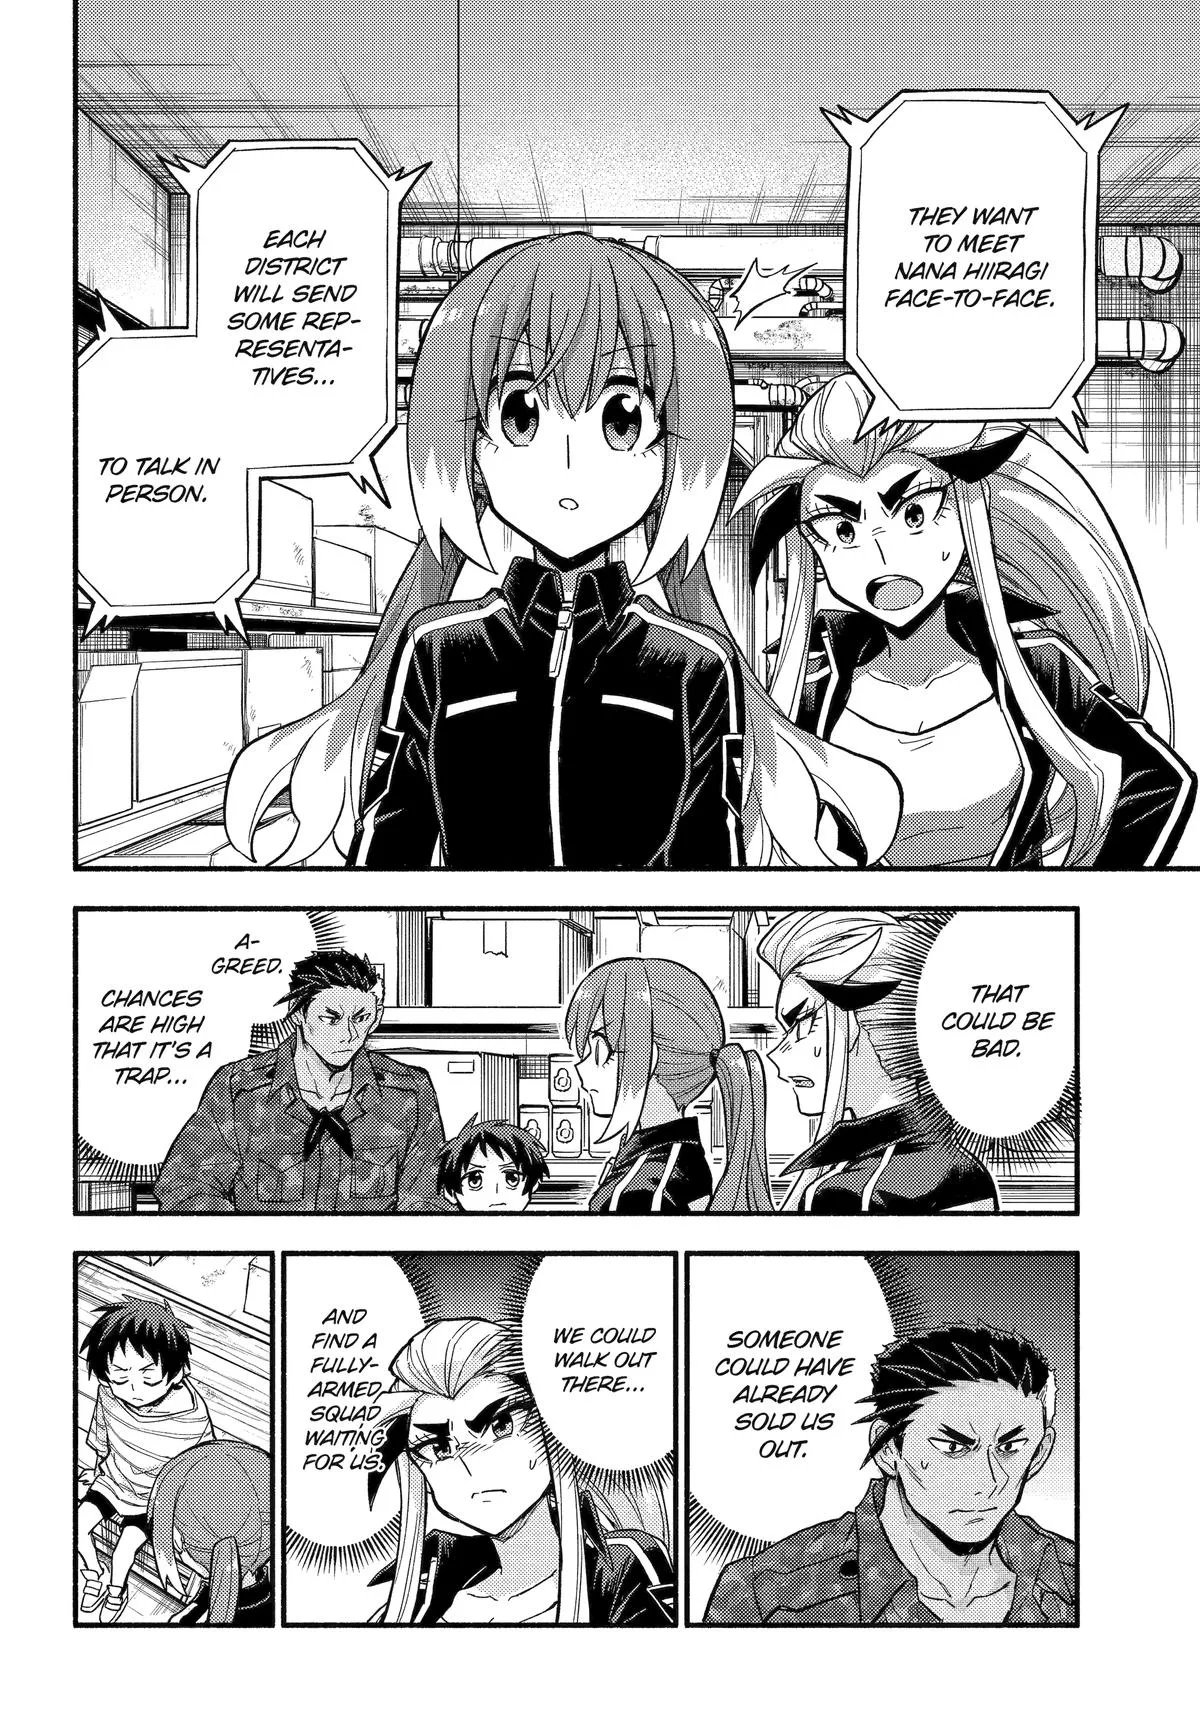 THEY WANT
TO MEET
NANA HIIRAGI
FACE-TO-FACE.
EACH
DISTRICT
WILL SEND
SOME REP-
RESENTA-
TIVES...
TO TALK IN
PERSON.
THAT
COULD BE
BAD.
A-
GREED.
CHANCES
ARE HIGH
THAT IT'S A
TRAP...
SOMEONE
COULD HAVE
ALREADY
SOLD US
OUT.
WE COULD
WALK OUT
THERE...
AND
FIND A
FULLY-
ARMED
SQUAD
WAITING
FOR US.